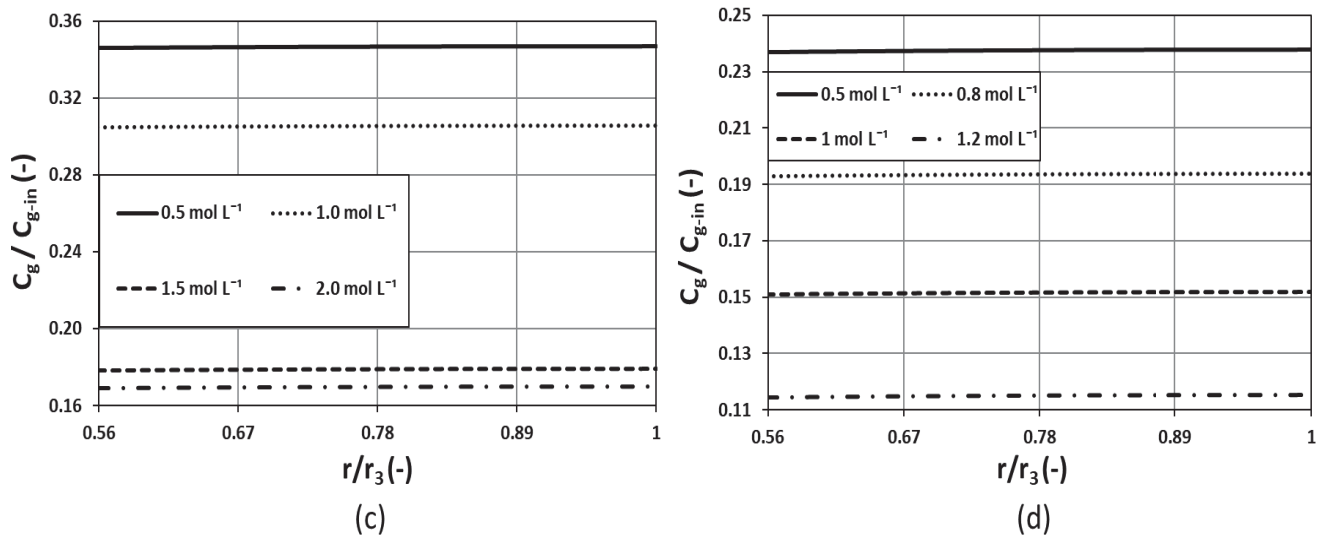 0.36
0.32
0.28
0.24
0.20
0.16
C_g / C_g-in (-)
0.5 mol L⁻¹ 1.0 mol L⁻¹
1.5 mol L⁻¹ 2.0 mol L⁻¹
0.56 0.67 0.78 0.89 1
r/r₃ (-)
(c)
0.25
0.23
0.21
0.19
0.17
0.15
0.13
0.11
C_g / C_g-in (-)
0.5 mol L⁻¹ 0.8 mol L⁻¹
1 mol L⁻¹ 1.2 mol L⁻¹
0.56 0.67 0.78 0.89 1
r/r₃ (-)
(d)